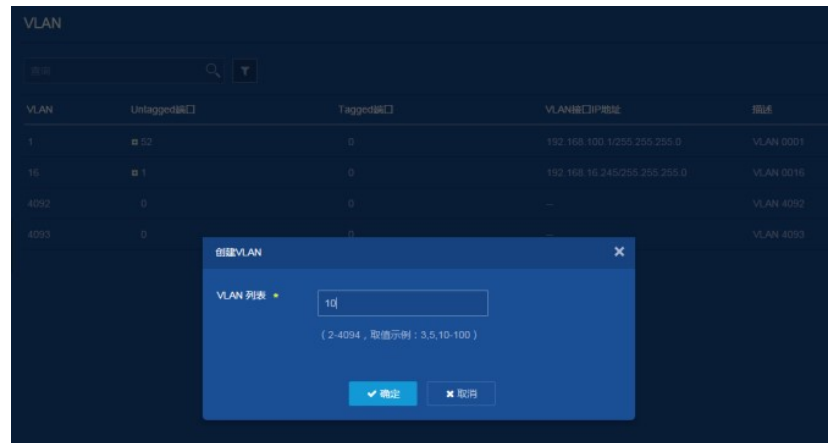 VLAN
查询
VLAN Untagged端口 Tagged端口 VLAN接口IP地址 描述
1 52 0 192.168.100.1/255.255.255.0 VLAN 0001
16 1 0 192.168.16.245/255.255.255.0 VLAN 0016
4092 0 0 -- VLAN 4092
4093 0 0 -- VLAN 4093
创建VLAN
VLAN 列表
10
(2-4094，取值示例：3,5,10-100)
确定 取消